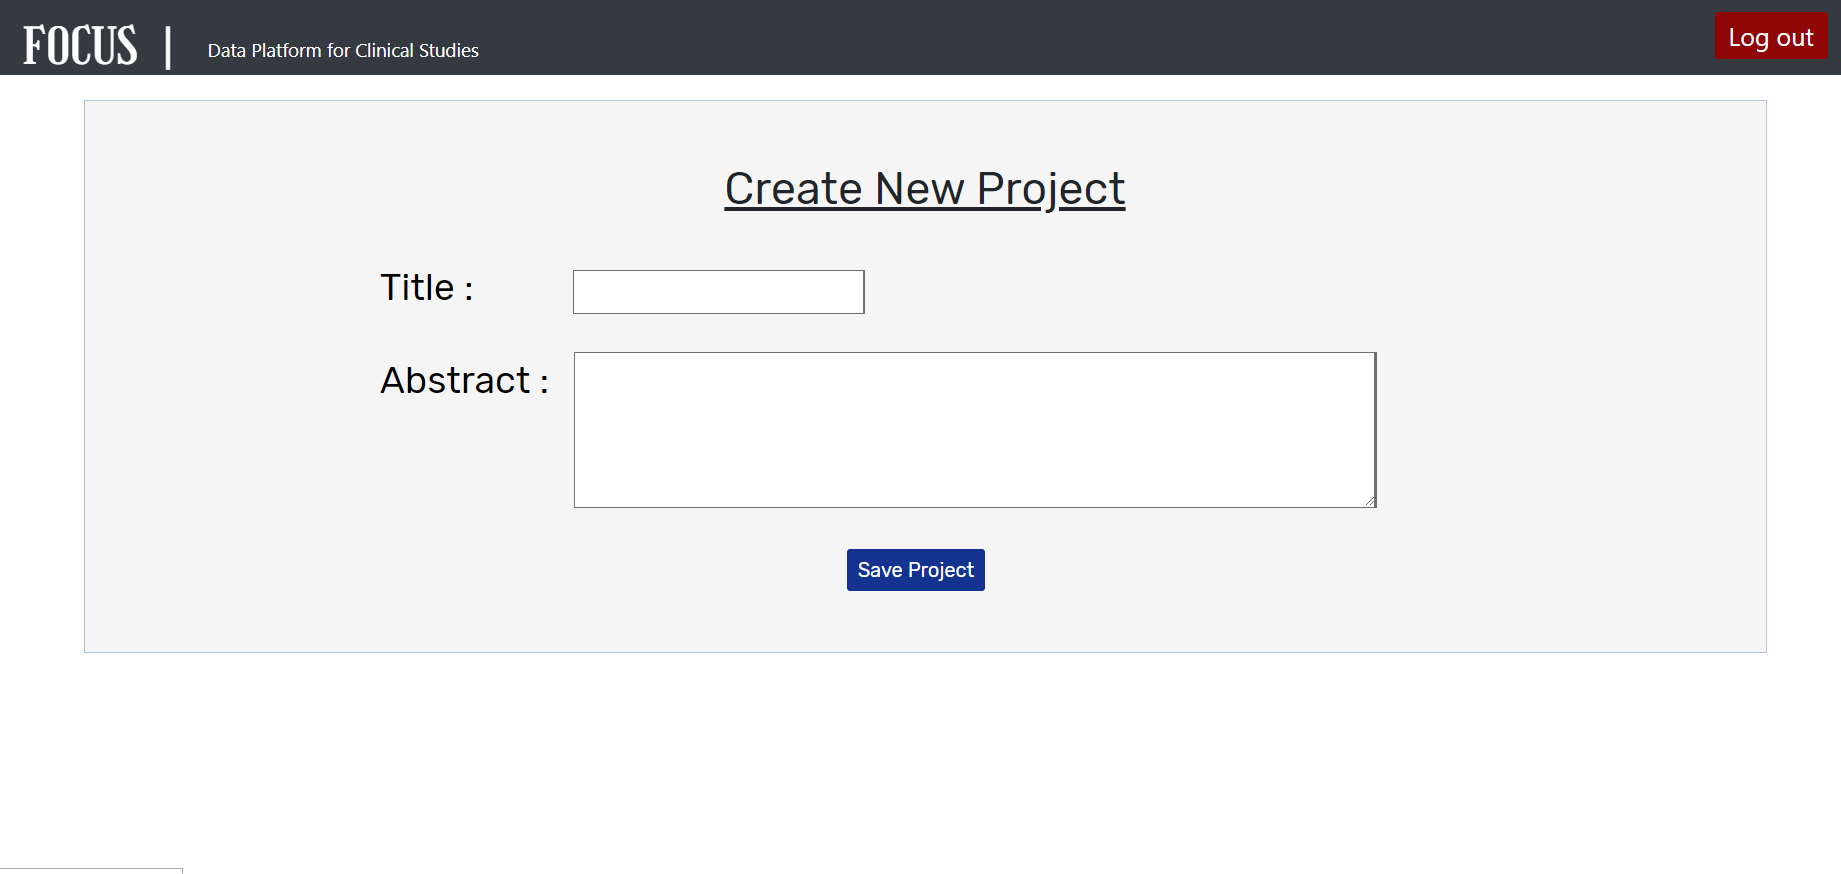 FOCUS | Data Platform for Clinical Studies
Log out
Create New Project
Title :
Abstract :
Save Project